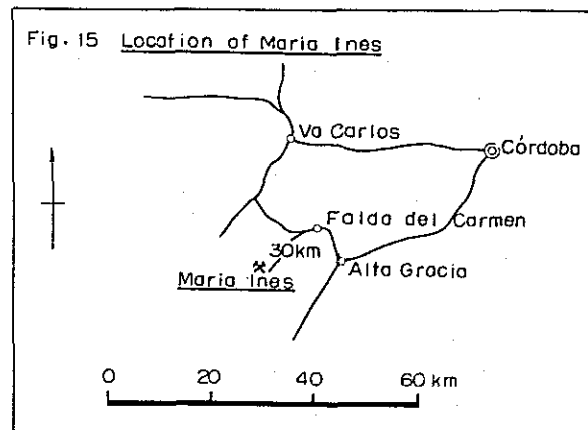 Fig. 15 Location of Maria Ines
Va Carlos
Córdoba
Falda del Carmen
30km
Maria Ines
Alta Gracia
0 20 40 60 km